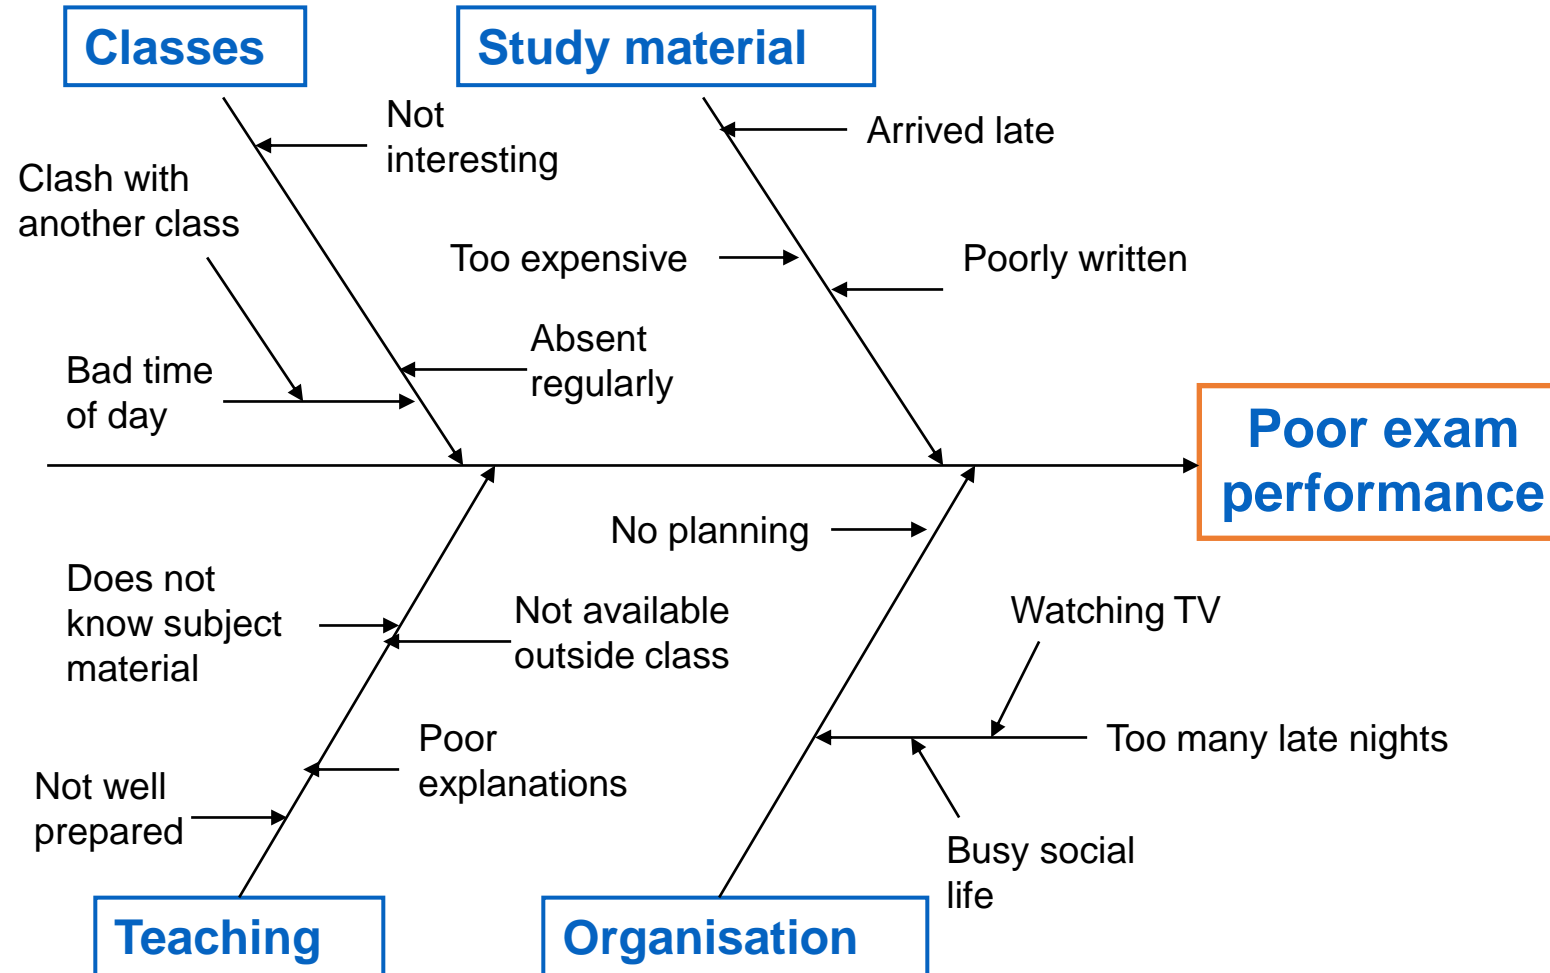 Classes
Study material
Not
interesting
Arrived late
Clash with
another class
Too expensive
Poorly written
Absent
regularly
Bad time
of day
Poor exam
performance
No planning
Does not
know subject
material
Not available
outside class
Watching TV
Poor
explanations
Too many late nights
Not well
prepared
Busy social
life
Teaching
Organisation